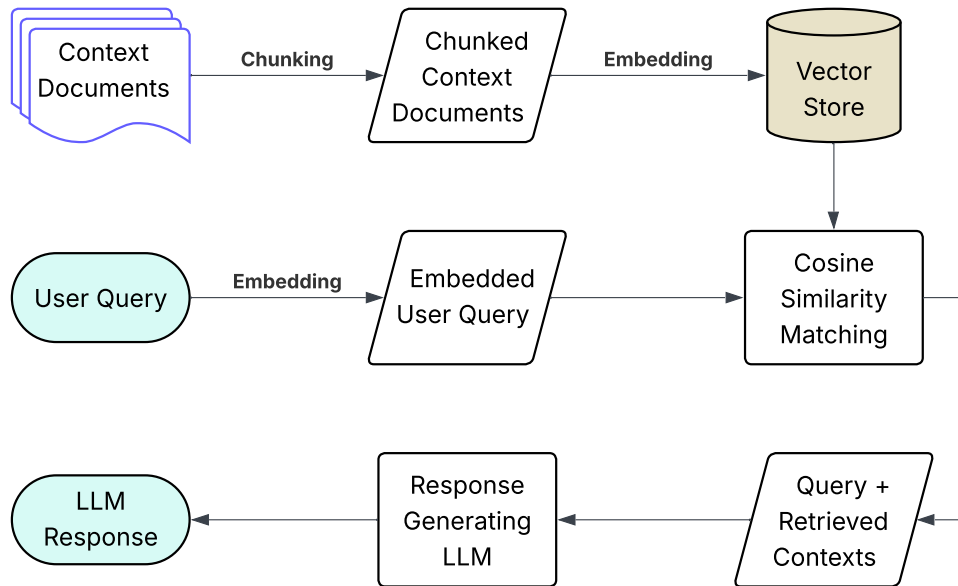 Context
Documents
Chunking
Chunked
Context
Documents
Embedding
Vector
Store
User Query
Embedding
Embedded
User Query
Cosine
Similarity
Matching
LLM
Response
Response
Generating
LLM
Query +
Retrieved
Contexts